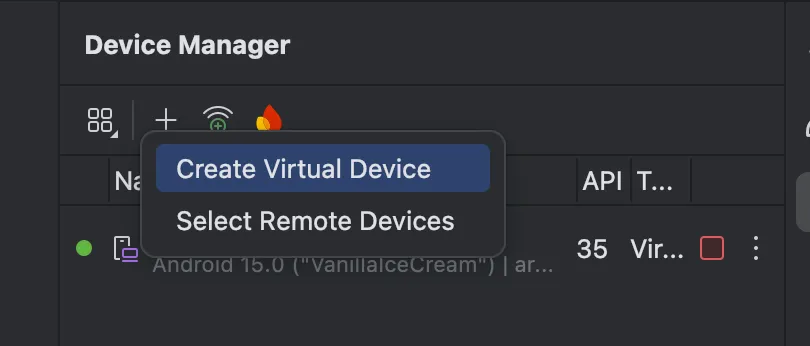 Device Manager
Create Virtual Device
Select Remote Devices
API T...
35 Vir...
Android 15.0 ("VanillaIceCream") | ar...